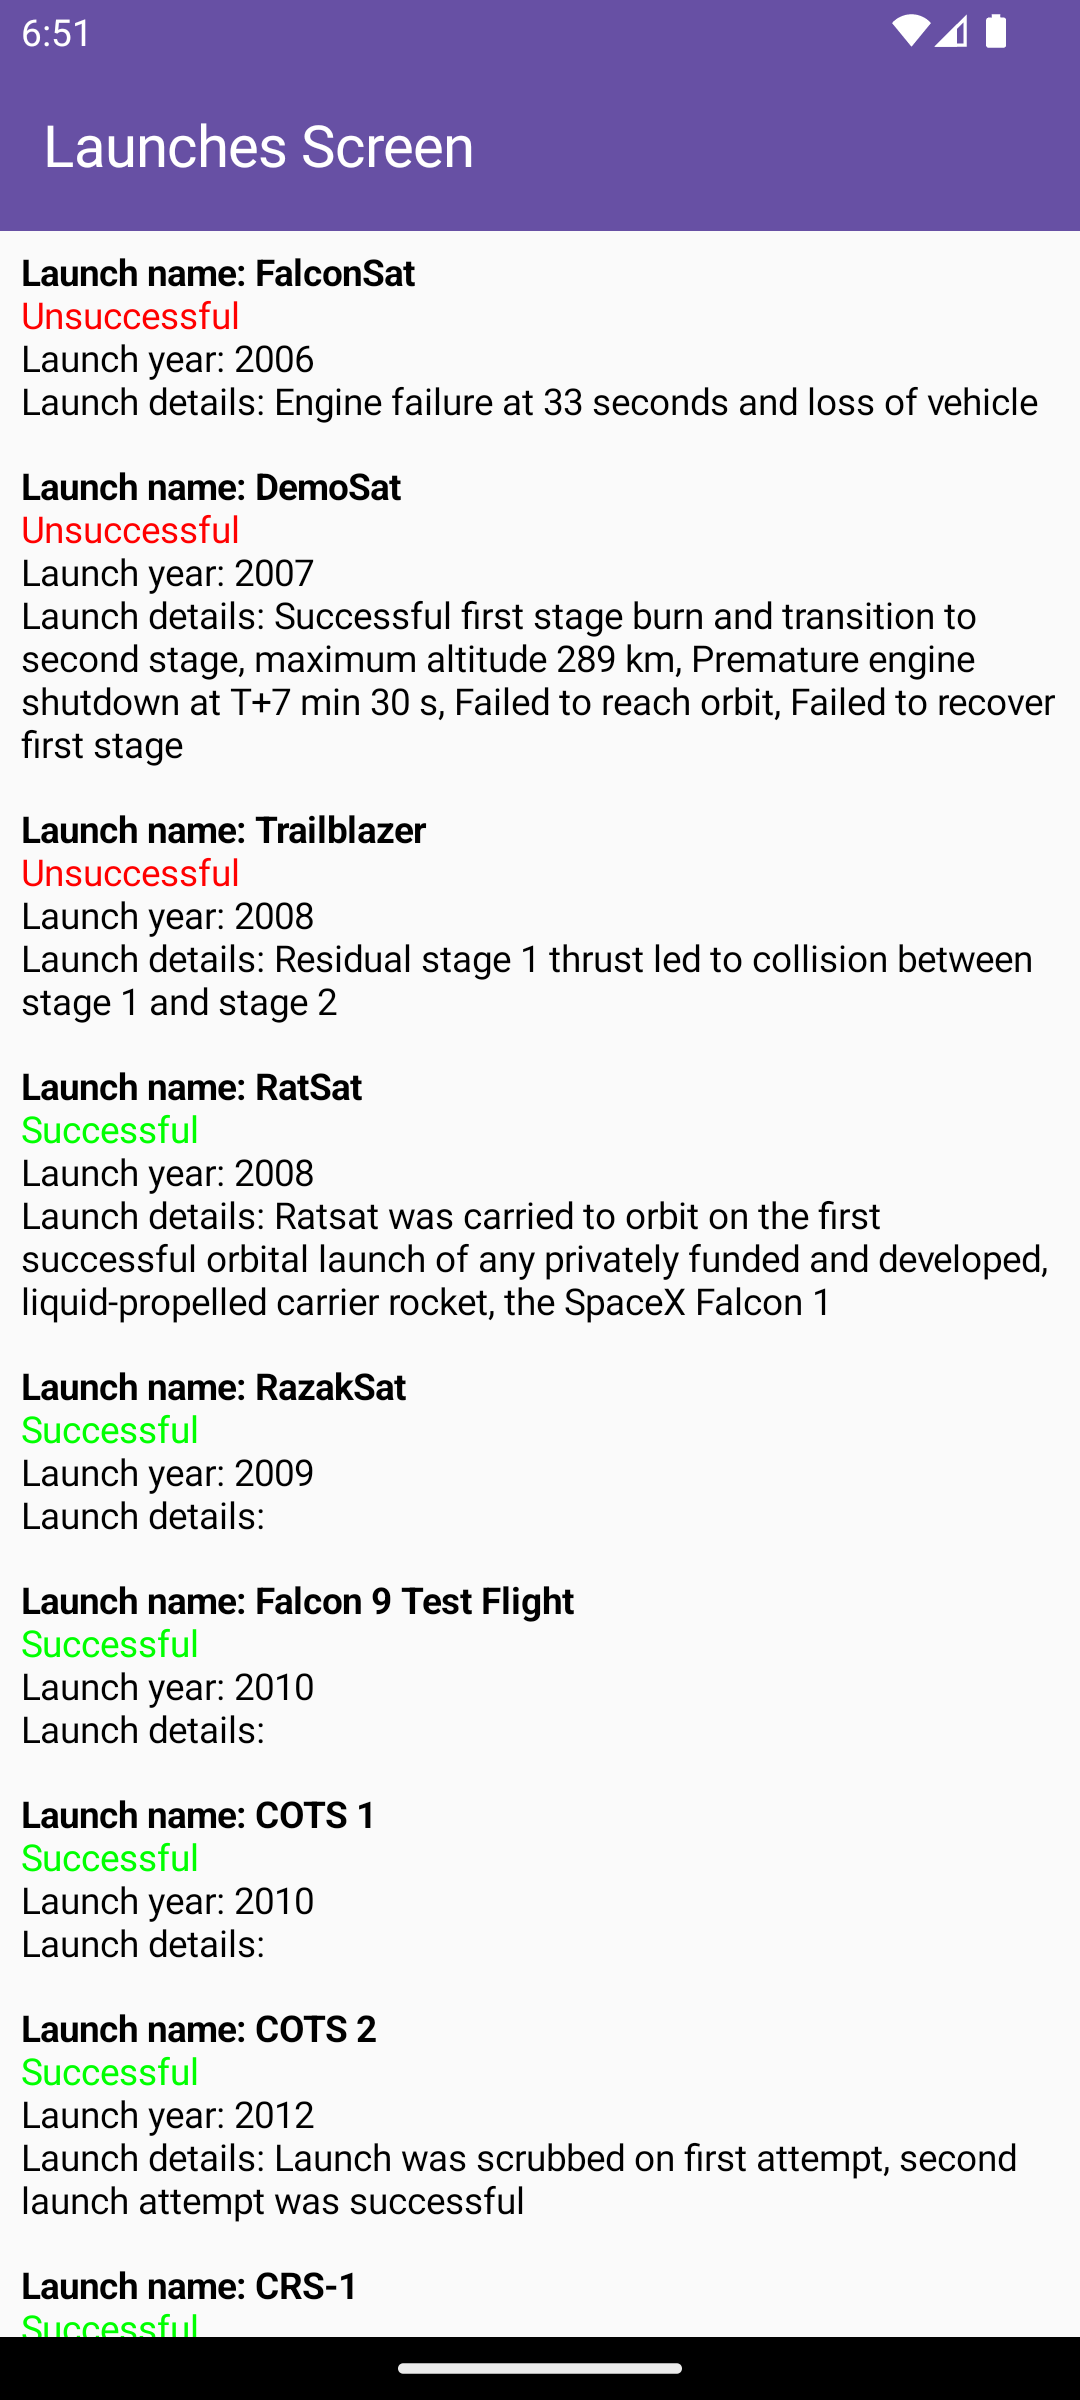 6:51
Launches Screen
Launch name: FalconSat
Unsuccessful
Launch year: 2006
Launch details: Engine failure at 33 seconds and loss of vehicle
Launch name: DemoSat
Unsuccessful
Launch year: 2007
Launch details: Successful first stage burn and transition to
second stage, maximum altitude 289 km, Premature engine
shutdown at T+7 min 30 s, Failed to reach orbit, Failed to recover
first stage
Launch name: Trailblazer
Unsuccessful
Launch year: 2008
Launch details: Residual stage 1 thrust led to collision between
stage 1 and stage 2
Launch name: RatSat
Successful
Launch year: 2008
Launch details: Ratsat was carried to orbit on the first
successful orbital launch of any privately funded and developed,
liquid-propelled carrier rocket, the SpaceX Falcon 1
Launch name: RazakSat
Successful
Launch year: 2009
Launch details:
Launch name: Falcon 9 Test Flight
Successful
Launch year: 2010
Launch details:
Launch name: COTS 1
Successful
Launch year: 2010
Launch details:
Launch name: COTS 2
Successful
Launch year: 2012
Launch details: Launch was scrubbed on first attempt, second
launch attempt was successful
Launch name: CRS-1
Successful